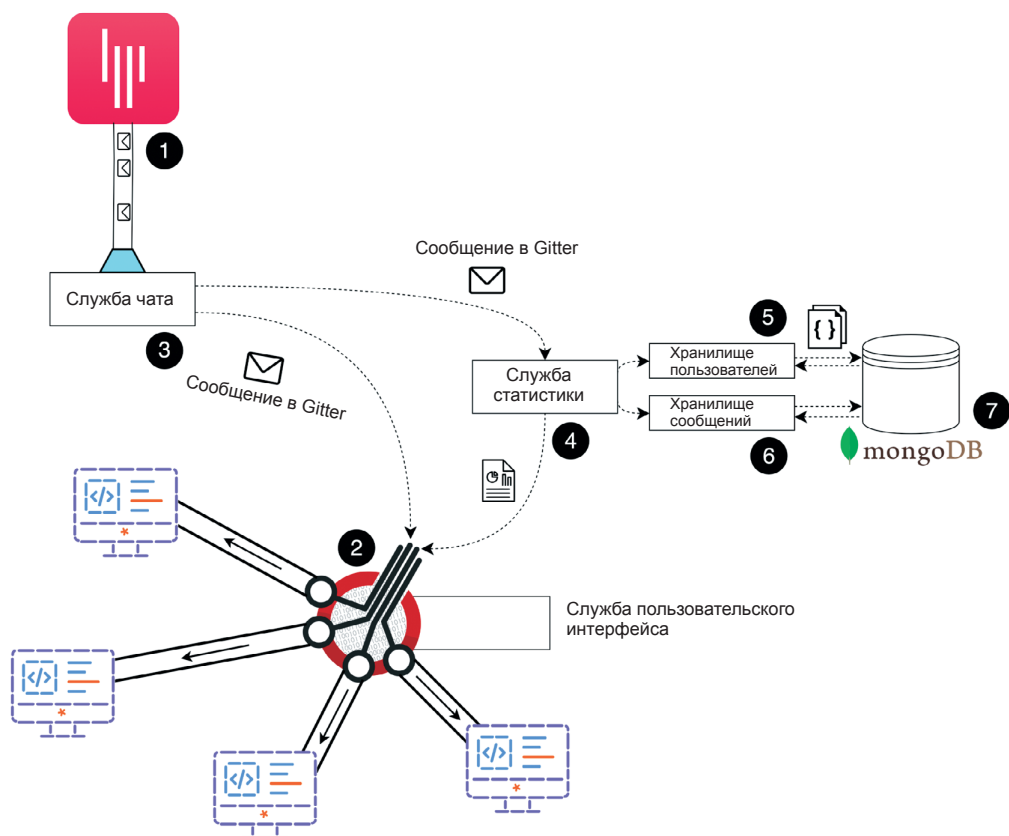 1
Сообщение в Gitter
Служба чата
3
Сообщение в Gitter
5
{ }
Хранилище
пользователей
Служба
статистики
Хранилище
сообщений
7
4
6
mongoDB
</>
2
Служба пользовательского
интерфейса
</>
</>
</>